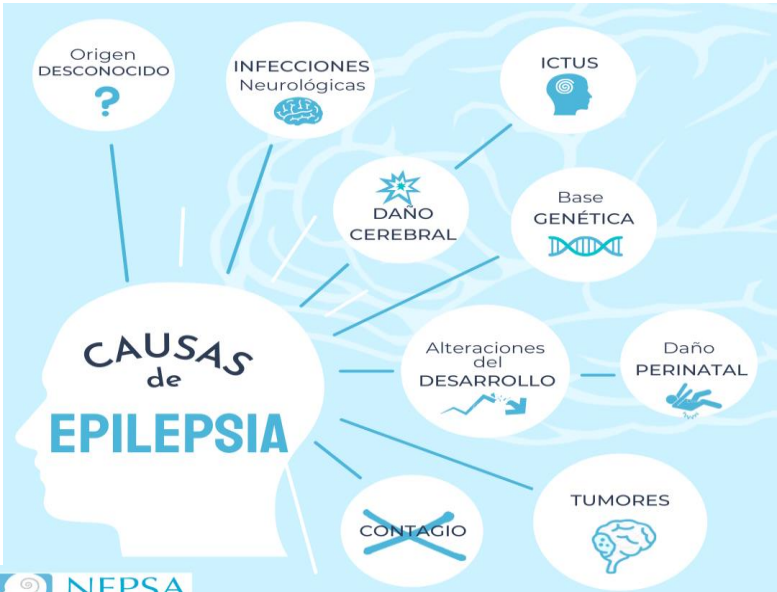 Origen
DESCONOCIDO
?
INFECCIONES
Neurológicas
ICTUS
DAÑO
CEREBRAL
Base
GENÉTICA
CAUSAS
de
EPILEPSIA
Alteraciones
del
DESARROLLO
Daño
PERINATAL
CONTAGIO
TUMORES
NEPSA